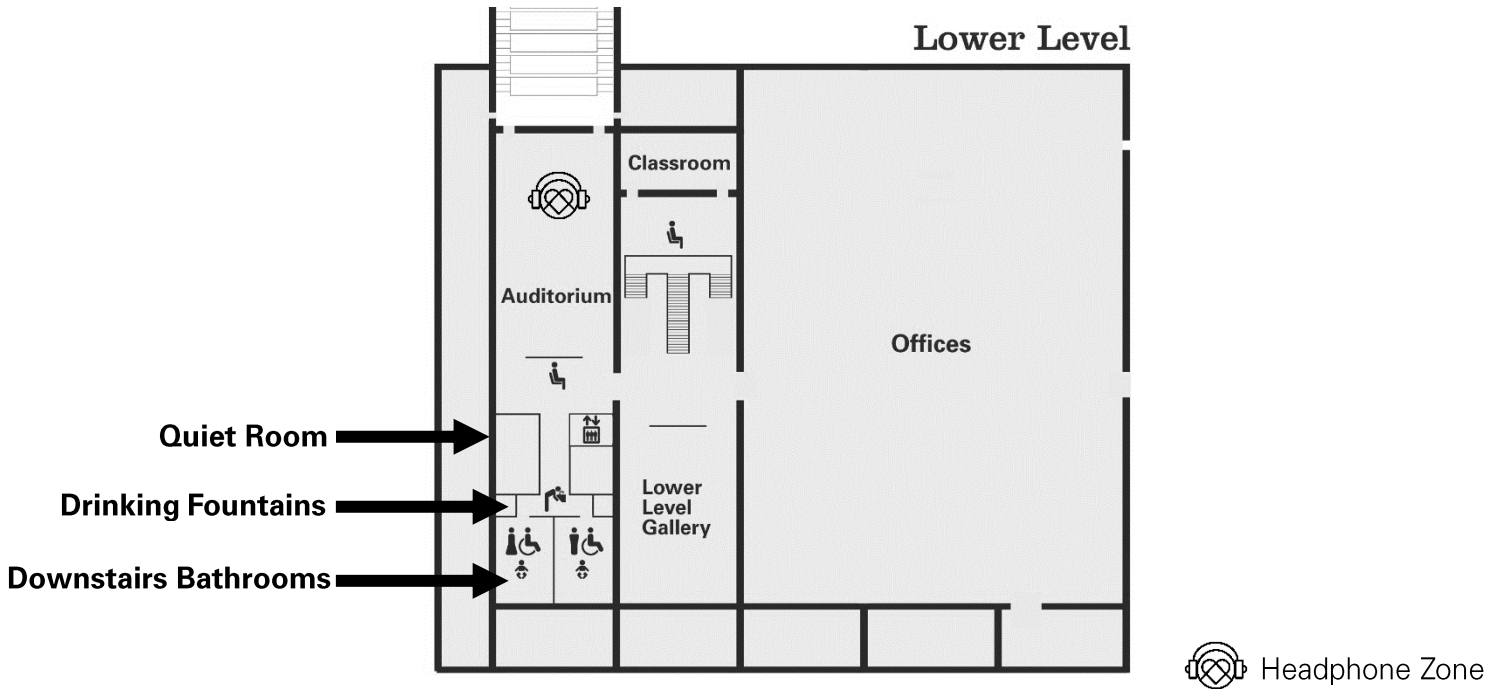 Lower Level
Classroom
Auditorium
Offices
Quiet Room
Lower
Level
Gallery
Drinking Fountains
Downstairs Bathrooms
Headphone Zone